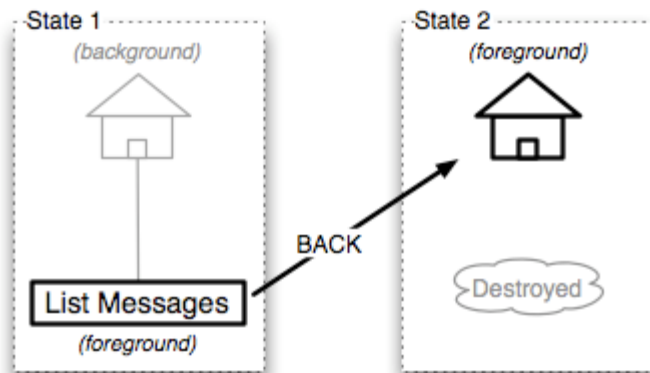 State 1
(background)
List Messages
(foreground)
BACK
State 2
(foreground)
Destroyed